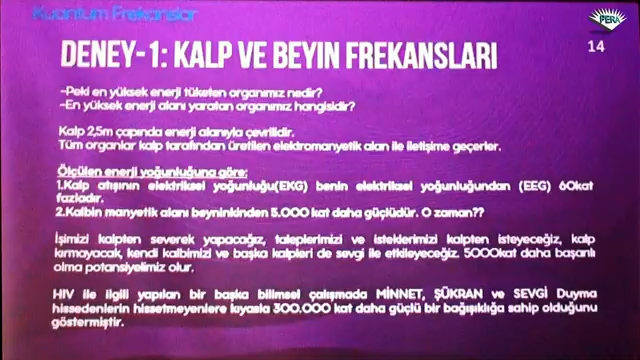 Kuantum Frekanslar
PERA
14
DENEY-1: KALP VE BEYİN FREKANSLARI
-Peki en yüksek enerji tüketen organımız nedir?
-En yüksek enerji alanı yaratan organımız hangisidir?
Kalp 2,5m çapında enerji alanıyla çevrilidir.
Tüm organlar kalp tarafından üretilen elektromanyetik alan ile iletişime geçerler.
Ölçülen enerji yoğunluğuna göre:
1.Kalp atışının elektriksel yoğunluğu(EKG) benin elektriksel yoğunluğundan (EEG) 60kat
fazladır.
2.Kalbin manyetik alanı beyninkinden 5.000 kat daha güçlüdür. O zaman??
İşimizi kalpten severek yapacağız, taleplerimizi ve isteklerimizi kalpten isteyeceğiz, kalp
kırmayacak, kendi kalbimizi ve başka kalpleri de sevgi ile etkileyeceğiz. 5000kat daha başarılı
olma potansiyelimiz olur.
HIV ile ilgili yapılan bir başka bilimsel çalışmada MİNNET, ŞÜKRAN ve SEVGİ Duyma
hissedenlerin hissetmeyenlere kıyasla 300.000 kat daha güçlü bir bağışıklığa sahip olduğunu
göstermiştir.